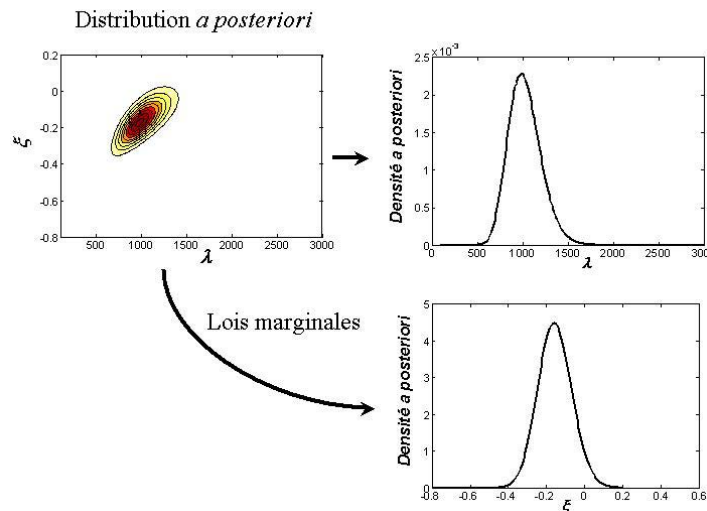 Distribution a posteriori
0.2
0
-0.2
-0.4
-0.6
-0.8
ξ
500 1000 1500 2000 2500 3000
λ
x 10⁻³
2.5
2
1.5
1
0.5
0
Densité a posteriori
0 500 1000 1500 2000 2500 3000
λ
Lois marginales
5
4
3
2
1
0
Densité a posteriori
-0.8 -0.6 -0.4 -0.2 0 0.2 0.4 0.6
ξ